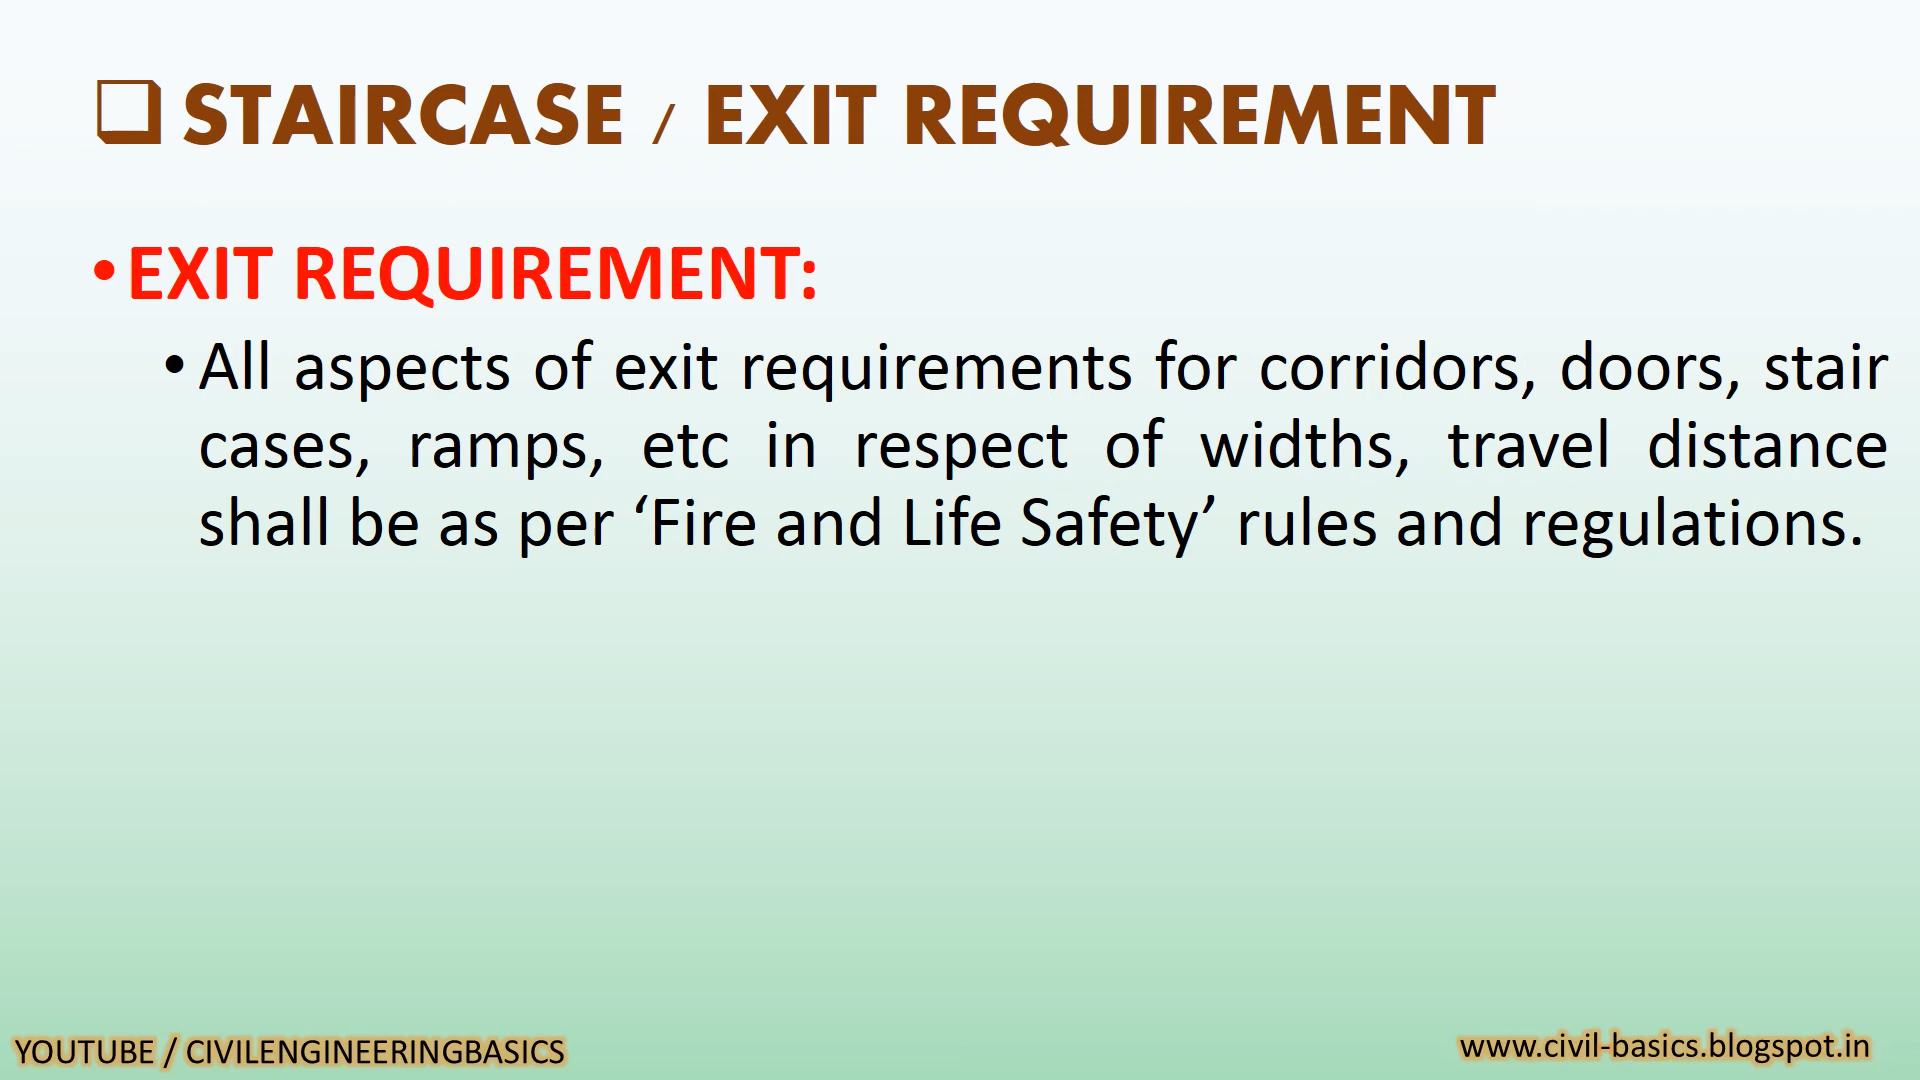 ❑ STAIRCASE / EXIT REQUIREMENT
• EXIT REQUIREMENT:
• All aspects of exit requirements for corridors, doors, stair
cases, ramps, etc in respect of widths, travel distance
shall be as per ‘Fire and Life Safety’ rules and regulations.
YOUTUBE / CIVILENGINEERINGBASICS
www.civil-basics.blogspot.in